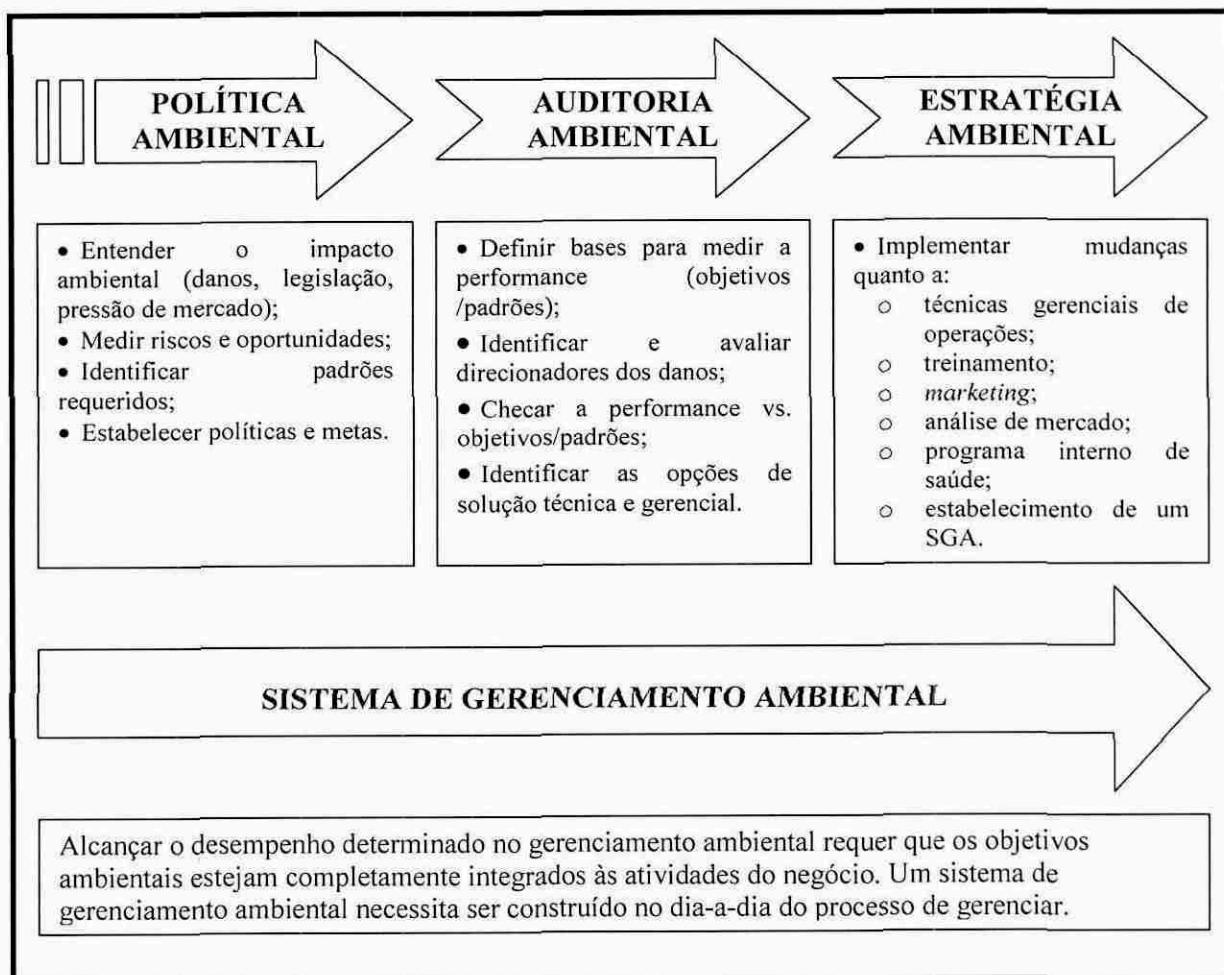 POLÍTICA
AMBIENTAL
AUDITORIA
AMBIENTAL
ESTRATÉGIA
AMBIENTAL
• Entender o impacto
ambiental (danos, legislação,
pressão de mercado);
• Medir riscos e oportunidades;
• Identificar padrões
requeridos;
• Estabelecer políticas e metas.
• Definir bases para medir a
performance (objetivos
/padrões);
• Identificar e avaliar
direcionadores dos danos;
• Checar a performance vs.
objetivos/padrões;
• Identificar as opções de
solução técnica e gerencial.
• Implementar mudanças
quanto a:
o técnicas gerenciais de
operações;
o treinamento;
o marketing;
o análise de mercado;
o programa interno de
saúde;
o estabelecimento de um
SGA.
SISTEMA DE GERENCIAMENTO AMBIENTAL
Alcançar o desempenho determinado no gerenciamento ambiental requer que os objetivos
ambientais estejam completamente integrados às atividades do negócio. Um sistema de
gerenciamento ambiental necessita ser construído no dia-a-dia do processo de gerenciar.